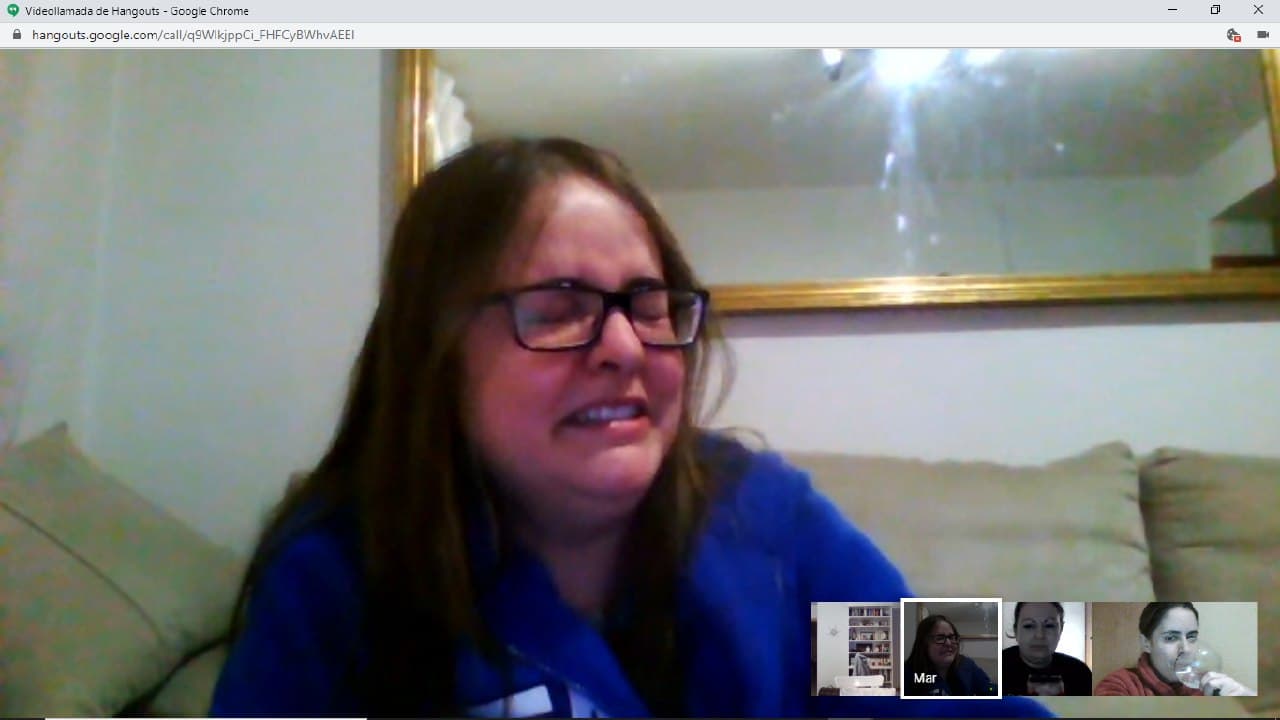 Videollamada de Hangouts - Google Chrome
hangouts.google.com/call/q9WlkjppCi_FHFCyBWhvAEEI
Mar